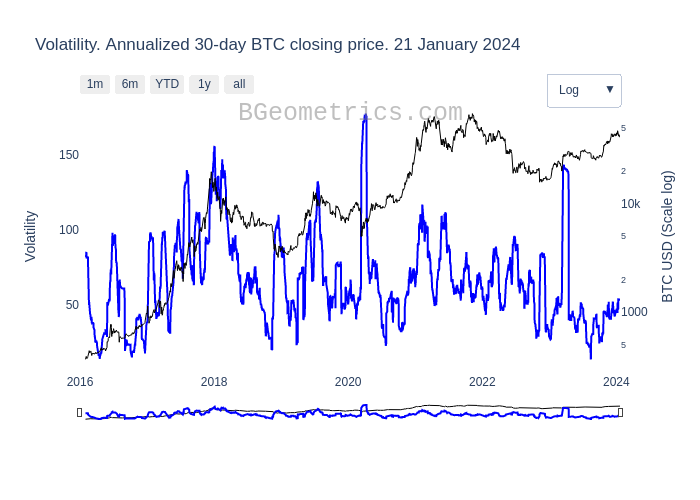 Volatility. Annualized 30-day BTC closing price. 21 January 2024
1m 6m YTD 1y all
Log ▼
BGeometrics.com
150
100
50
Volatility
5
2
10k
5
2
1000
5
BTC USD (Scale log)
2016 2018 2020 2022 2024